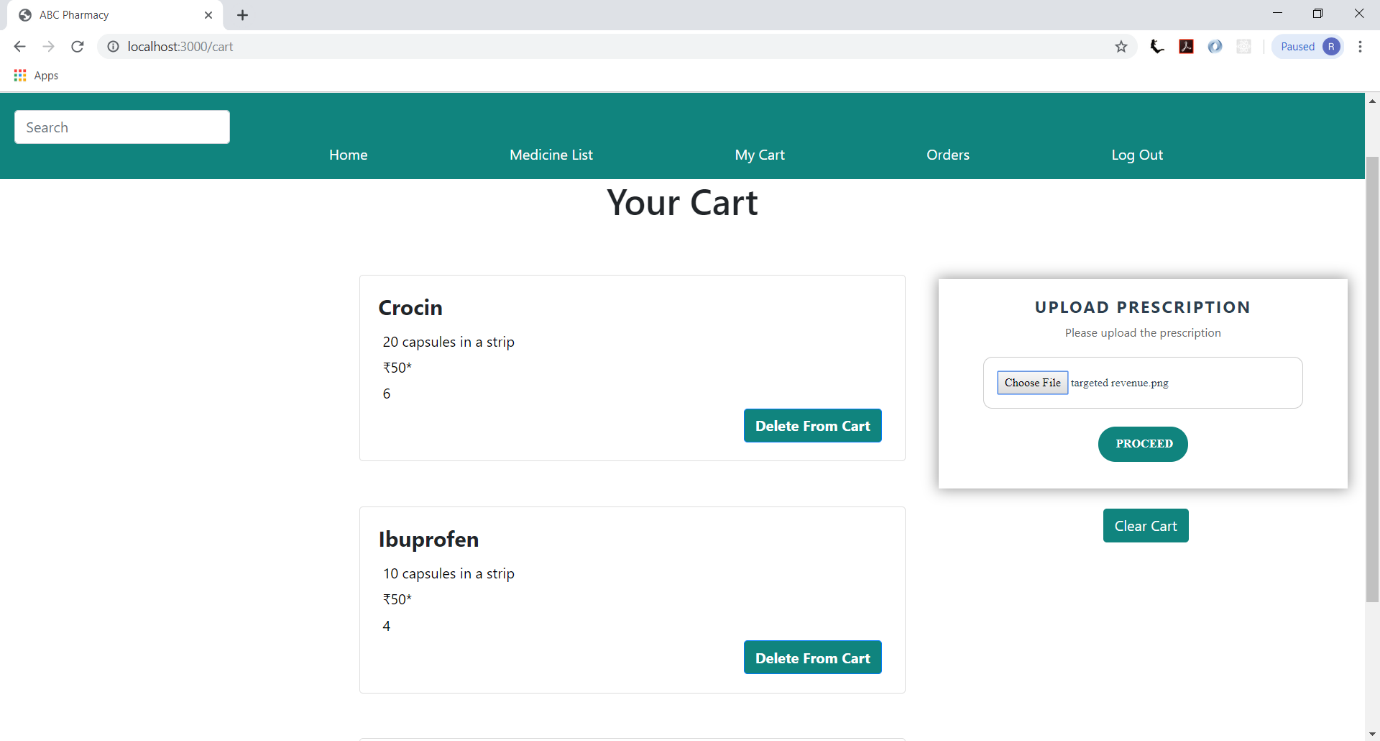 ABC Pharmacy
localhost:3000/cart
Paused R
Apps
Search
Home Medicine List My Cart Orders Log Out
Your Cart
Crocin
20 capsules in a strip
₹50*
6
Delete From Cart
UPLOAD PRESCRIPTION
Please upload the prescription
Choose File targeted revenue.png
PROCEED
Clear Cart
Ibuprofen
10 capsules in a strip
₹50*
4
Delete From Cart